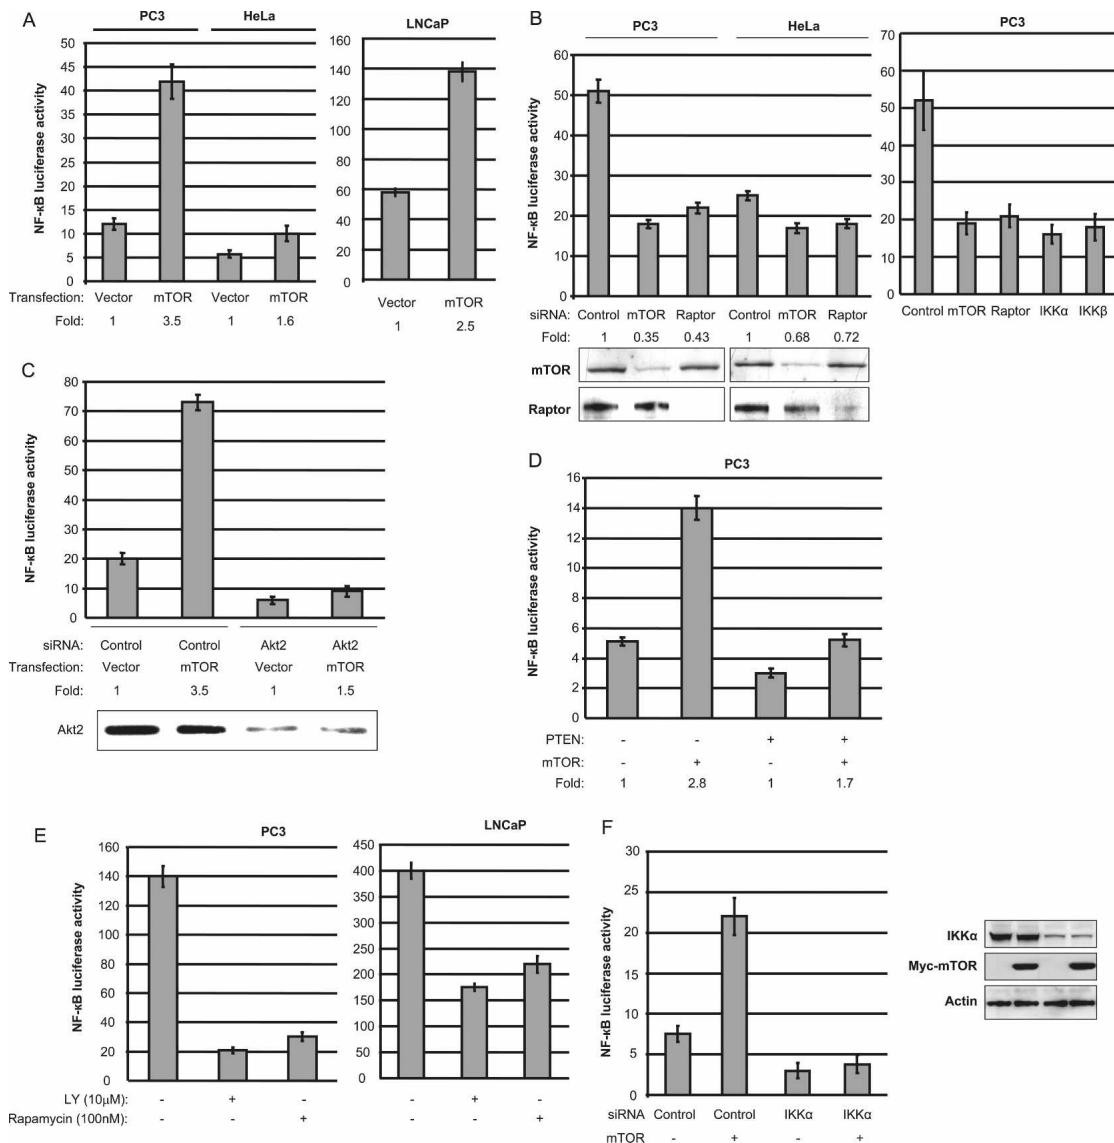 A
PC3 HeLa
LNCaP
NF-κB luciferase activity
50
45
40
35
30
25
20
15
10
5
0
160
140
120
100
80
60
40
20
0
Transfection: Vector mTOR Vector mTOR
Vector mTOR
Fold: 1 3.5 1 1.6
1 2.5
B
PC3 HeLa
PC3
NF-κB luciferase activity
60
50
40
30
20
10
0
70
60
50
40
30
20
10
0
siRNA: Control mTOR Raptor Control mTOR Raptor
Control mTOR Raptor IKKα IKKβ
Fold: 1 0.35 0.43 1 0.68 0.72
mTOR
Raptor
C
NF-κB luciferase activity
80
70
60
50
40
30
20
10
0
siRNA: Control Control Akt2 Akt2
Transfection: Vector mTOR Vector mTOR
Fold: 1 3.5 1 1.5
Akt2
D
PC3
NF-κB luciferase activity
16
14
12
10
8
6
4
2
0
PTEN: - - + +
mTOR: - + - +
Fold: 1 2.8 1 1.7
E
PC3
LNCaP
NF-κB luciferase activity
160
140
120
100
80
60
40
20
0
450
400
350
300
250
200
150
100
50
0
LY (10μM): - + - - + -
Rapamycin (100nM): - - + - - +
F
NF-κB luciferase activity
30
25
20
15
10
5
0
siRNA Control Control IKKα IKKα
mTOR - + - +
IKKα
Myc-mTOR
Actin